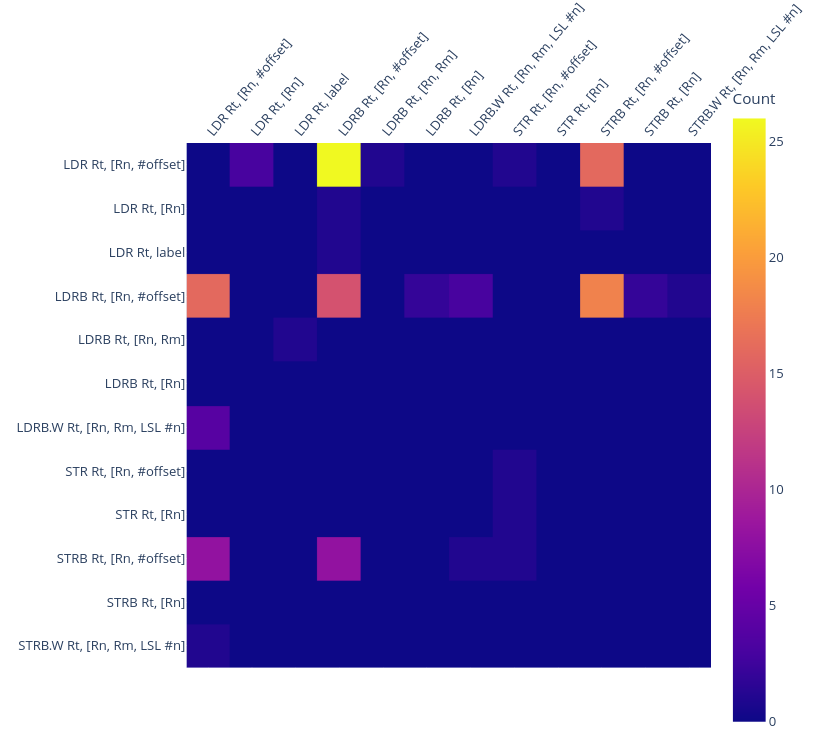 LDR Rt, [Rn, #offset]
LDR Rt, [Rn]
LDR Rt, label
LDRB Rt, [Rn, #offset]
LDRB Rt, [Rn, Rm]
LDRB Rt, [Rn]
LDRB.W Rt, [Rn, Rm, LSL #n]
STR Rt, [Rn, #offset]
STR Rt, [Rn]
STRB Rt, [Rn, #offset]
STRB Rt, [Rn]
STRB.W Rt, [Rn, Rm, LSL #n]
Count
LDR Rt, [Rn, #offset]
LDR Rt, [Rn]
LDR Rt, label
LDRB Rt, [Rn, #offset]
LDRB Rt, [Rn, Rm]
LDRB Rt, [Rn]
LDRB.W Rt, [Rn, Rm, LSL #n]
STR Rt, [Rn, #offset]
STR Rt, [Rn]
STRB Rt, [Rn, #offset]
STRB Rt, [Rn]
STRB.W Rt, [Rn, Rm, LSL #n]
25
20
15
10
5
0